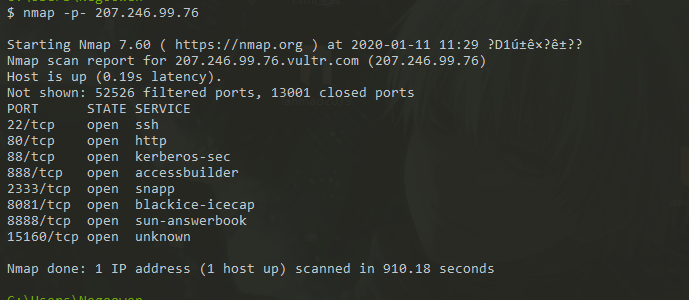 $ nmap -p- 207.246.99.76
Starting Nmap 7.60 ( https://nmap.org ) at 2020-01-11 11:29 ?D1ú±ê×?ê±??
Nmap scan report for 207.246.99.76.vultr.com (207.246.99.76)
Host is up (0.19s latency).
Not shown: 52526 filtered ports, 13001 closed ports
PORT      STATE SERVICE
22/tcp    open  ssh
80/tcp    open  http
88/tcp    open  kerberos-sec
888/tcp   open  accessbuilder
2333/tcp  open  snapp
8081/tcp  open  blackice-icecap
8888/tcp  open  sun-answerbook
15160/tcp open  unknown
Nmap done: 1 IP address (1 host up) scanned in 910.18 seconds